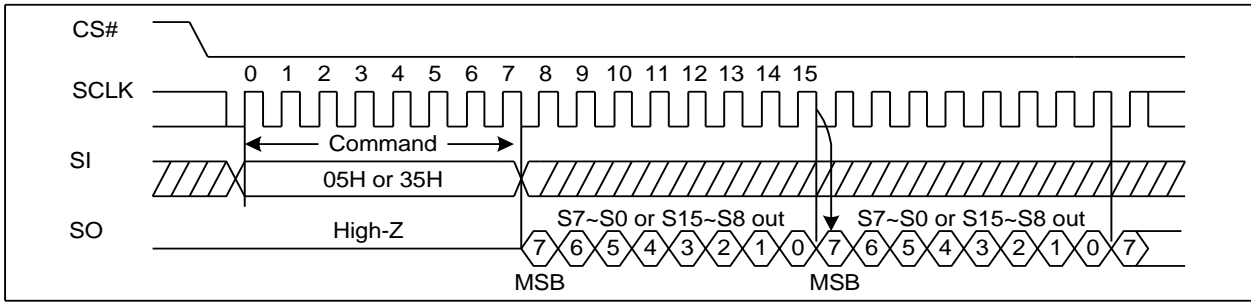 CS#
0 1 2 3 4 5 6 7 8 9 10 11 12 13 14 15
SCLK
Command
SI
05H or 35H
S7~S0 or S15~S8 out S7~S0 or S15~S8 out
SO
High-Z
7 6 5 4 3 2 1 0 7 6 5 4 3 2 1 0 7
MSB MSB